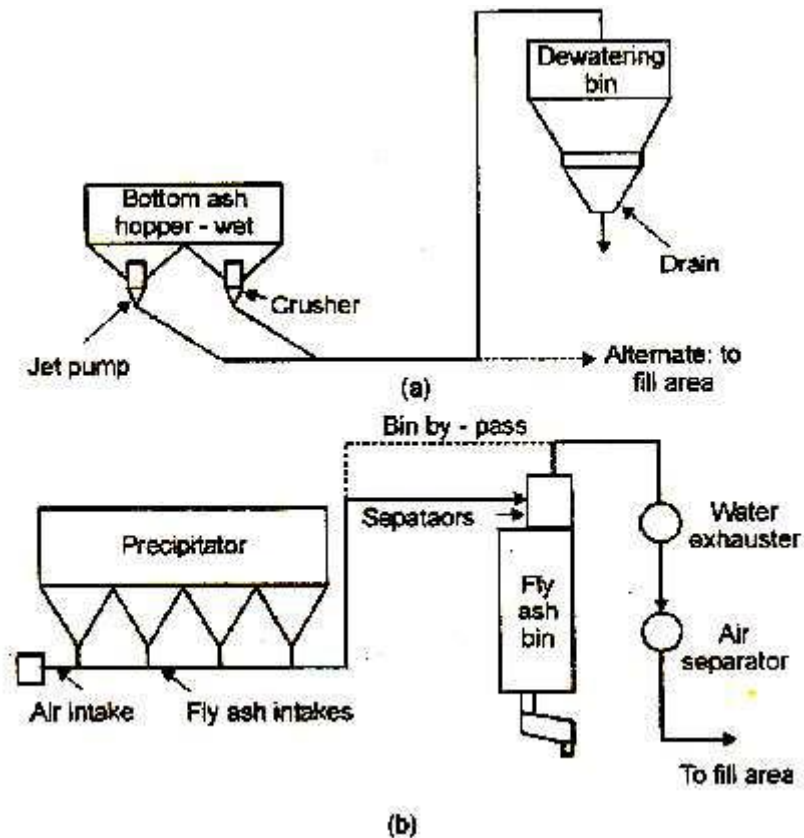 Dewatering
bin
Bottom ash
hopper - wet
Drain
Crusher
Jet pump
Alternate: to
fill area
(a)
Bin by - pass
Sepataors
Water
exhauster
Precipitator
Fly
ash
bin
Air
separator
Air intake
Fly ash intakes
To fill area
(b)